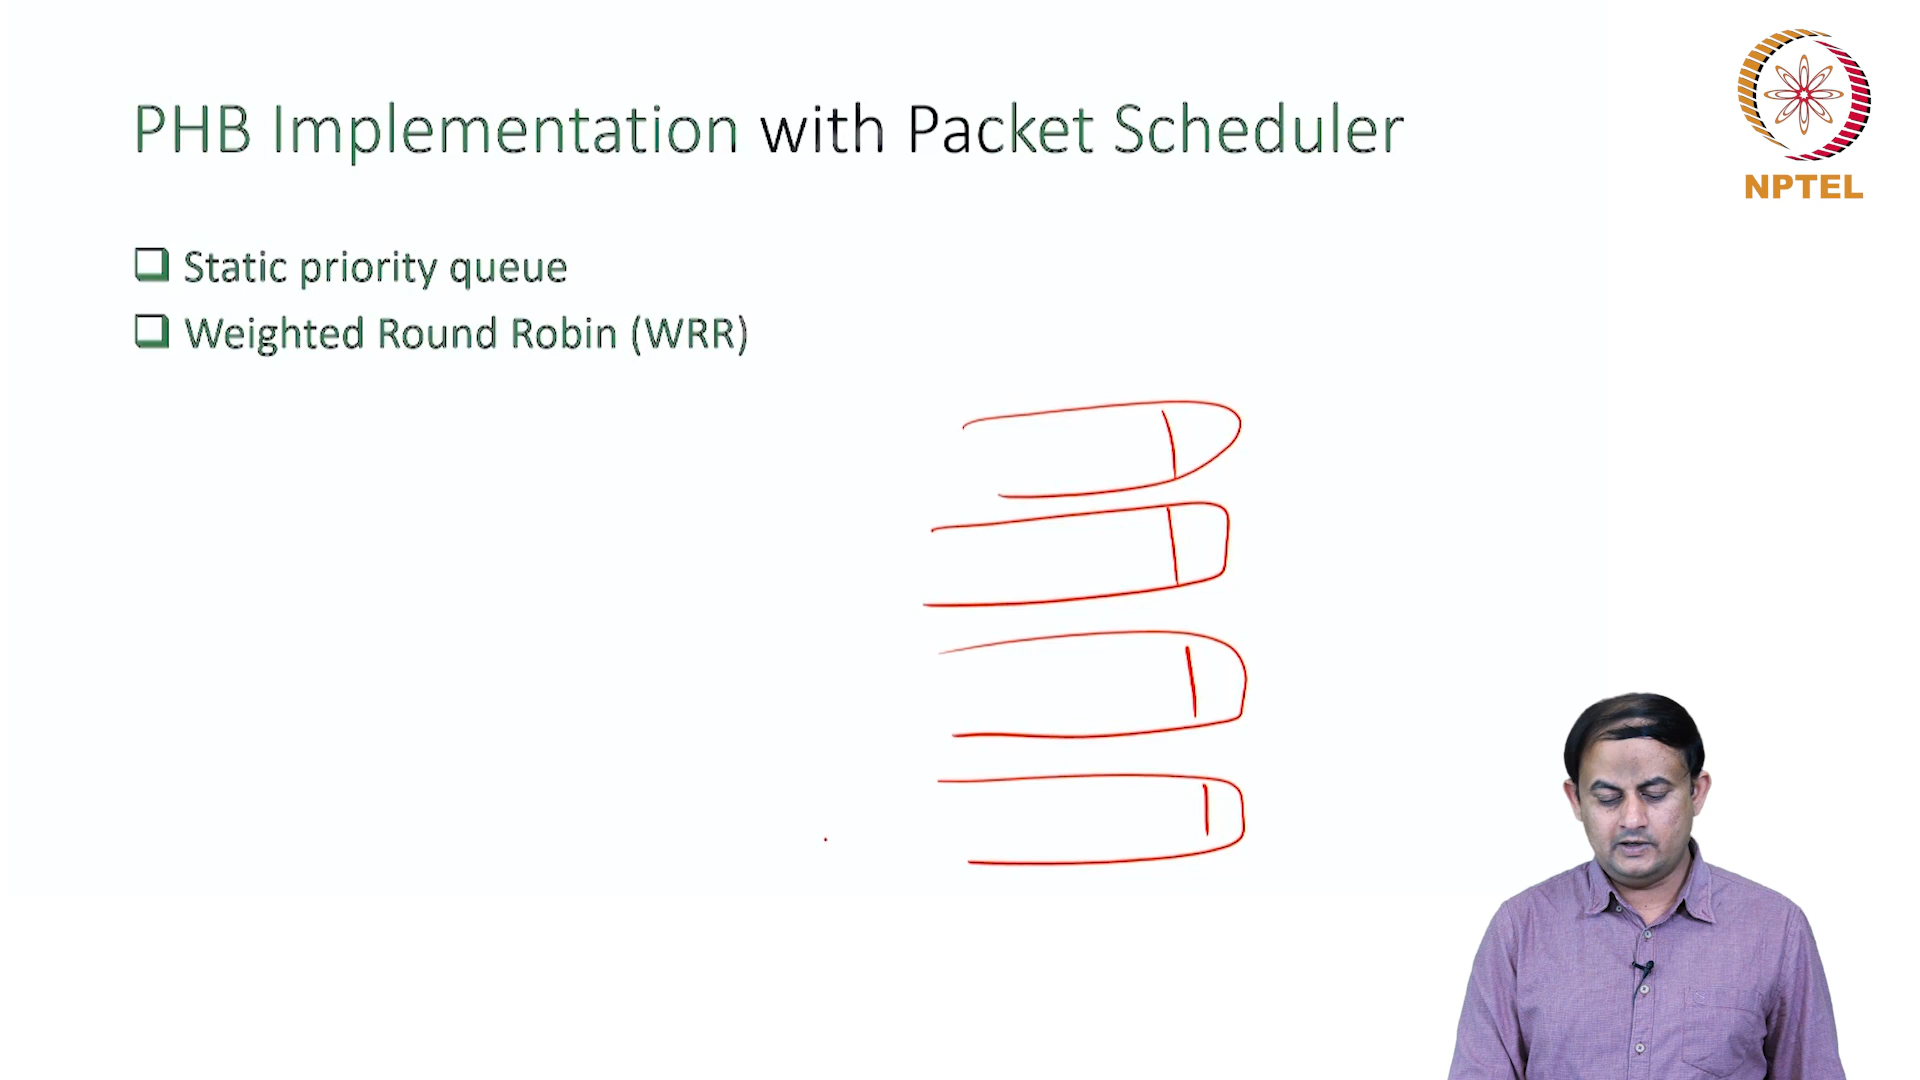 PHB Implementation with Packet Scheduler
NPTEL
Static priority queue
Weighted Round Robin (WRR)